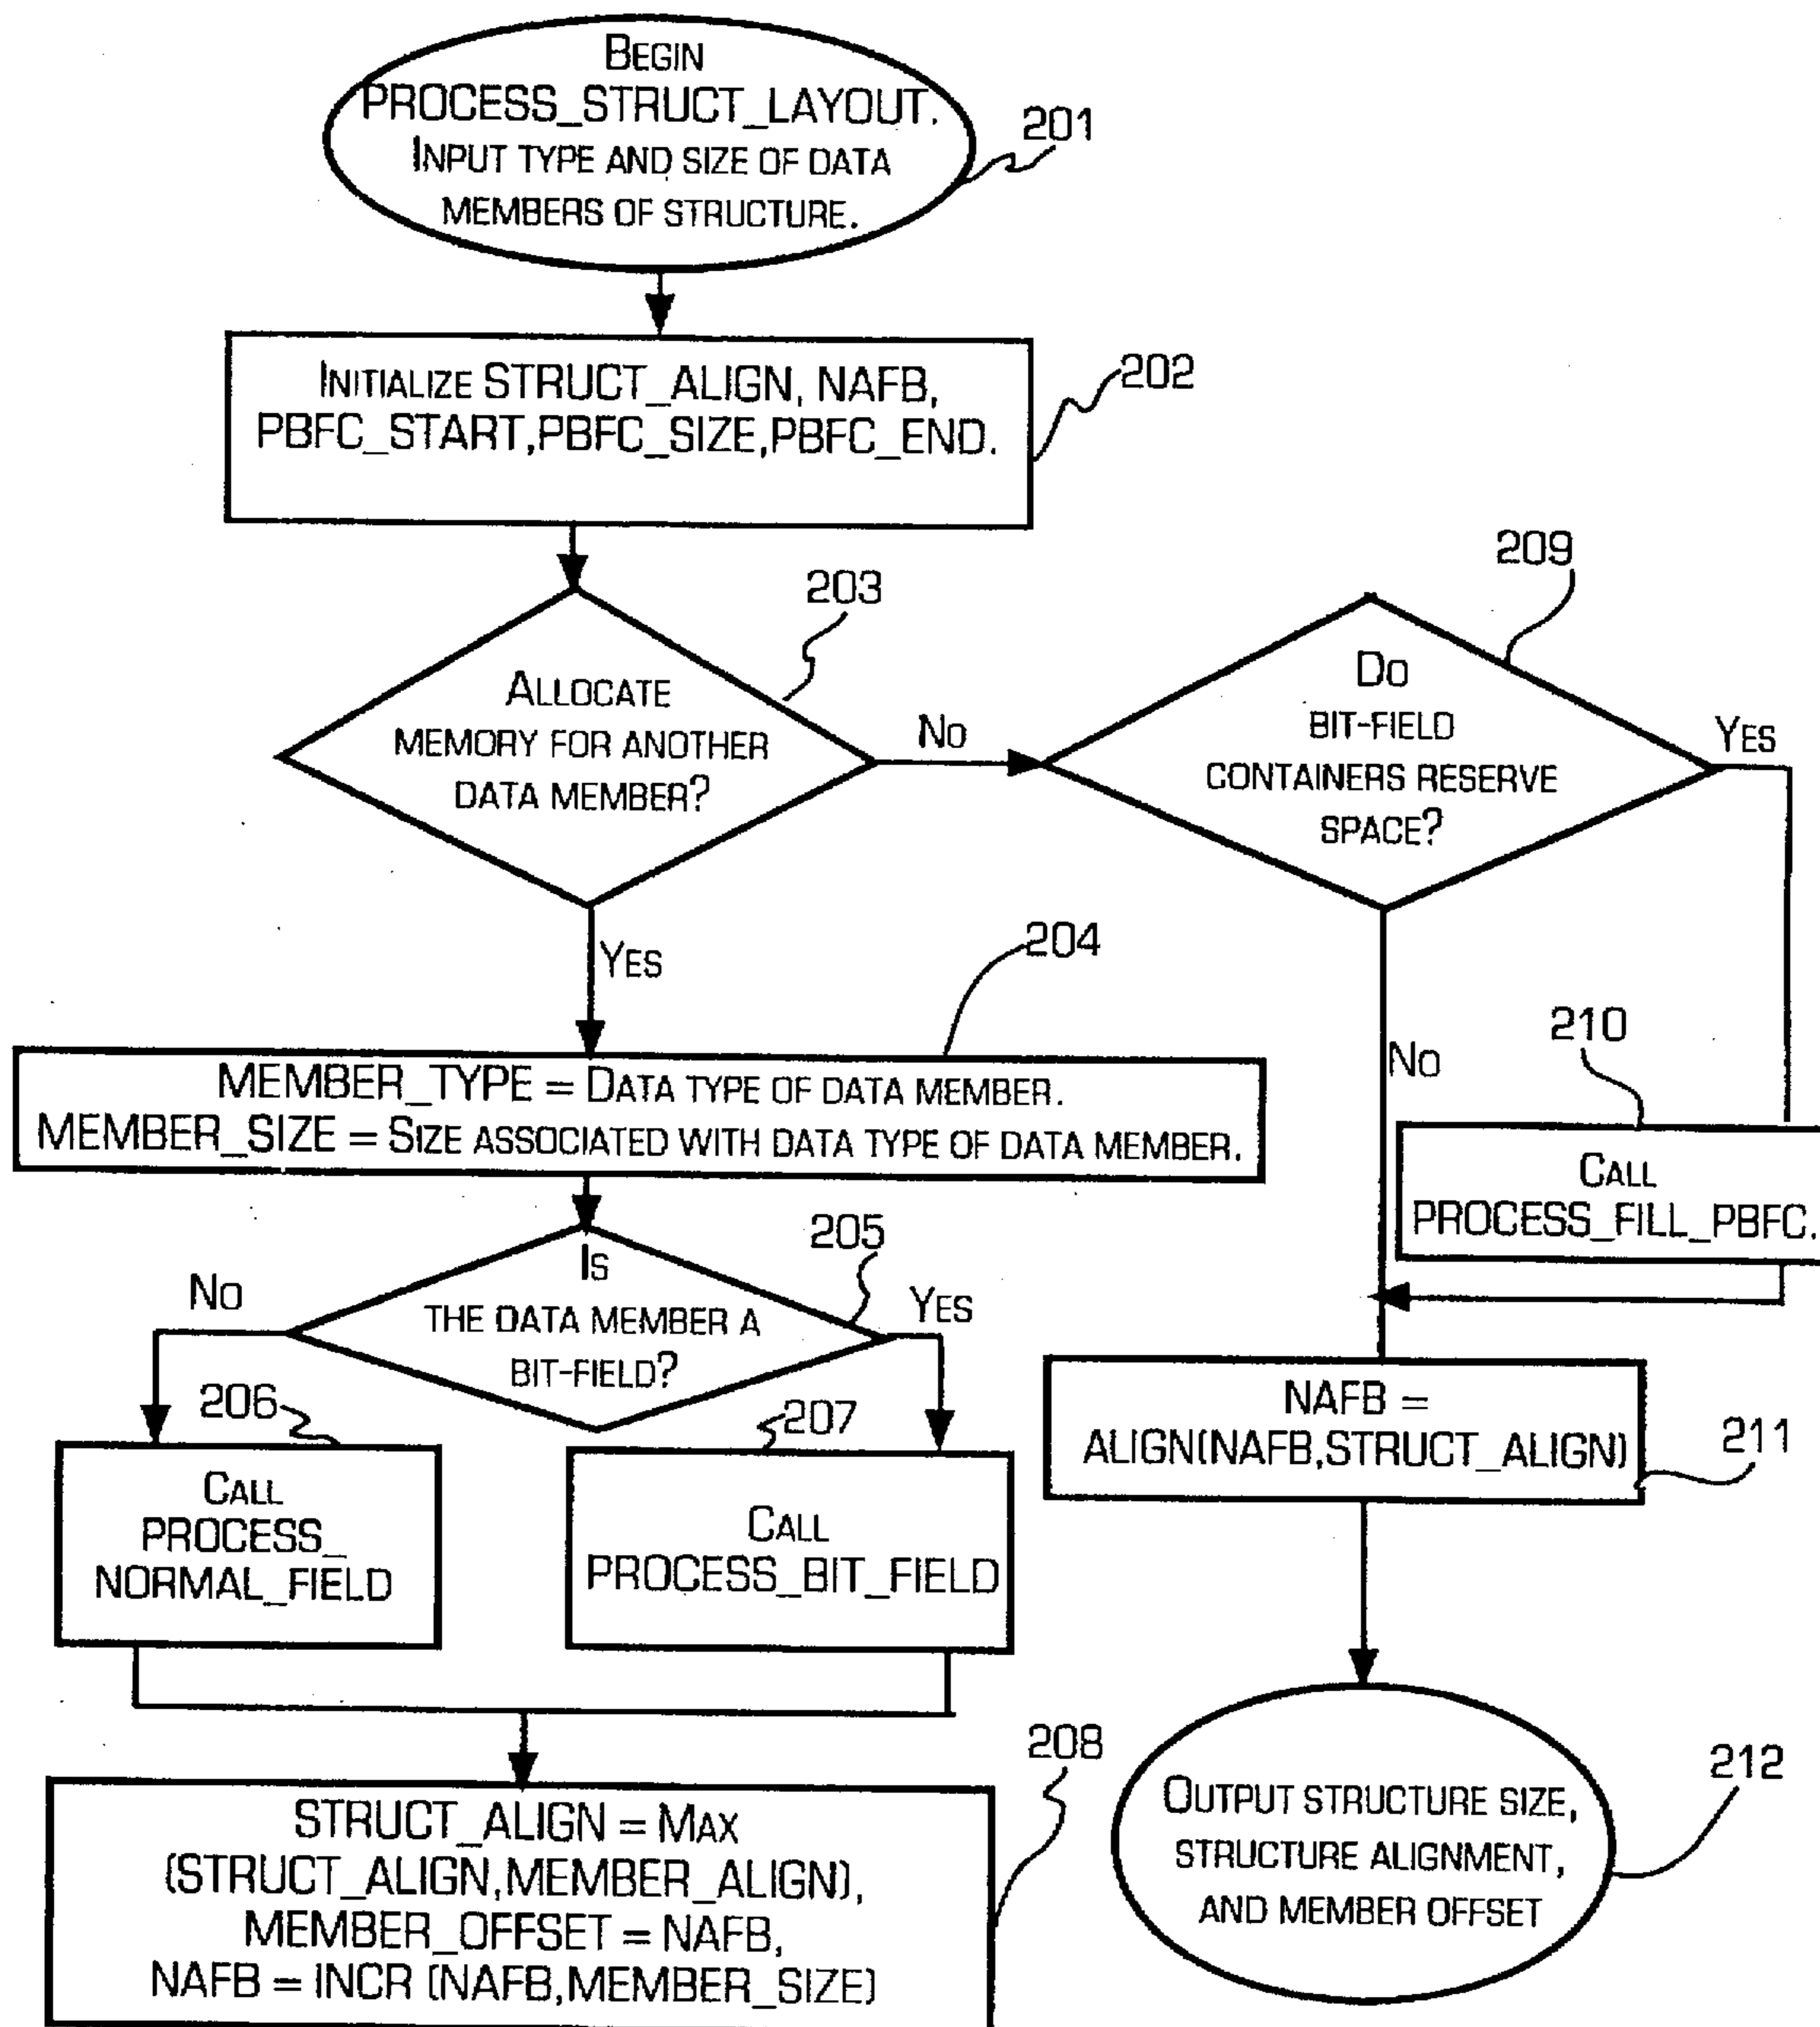 BEGIN
PROCESS_STRUCT_LAYOUT.
INPUT TYPE AND SIZE OF DATA
MEMBERS OF STRUCTURE.
201
INITIALIZE STRUCT_ALIGN, NAFB,
PBFC_START,PBFC_SIZE,PBFC_END.
202
203
ALLOCATE
MEMORY FOR ANOTHER
DATA MEMBER?
NO
YES
209
DO
BIT-FIELD
CONTAINERS RESERVE
SPACE?
YES
NO
204
MEMBER_TYPE = DATA TYPE OF DATA MEMBER.
MEMBER_SIZE = SIZE ASSOCIATED WITH DATA TYPE OF DATA MEMBER.
210
CALL
PROCESS_FILL_PBFC.
205
IS
THE DATA MEMBER A
BIT-FIELD?
NO
YES
206
CALL
PROCESS_
NORMAL_FIELD
207
CALL
PROCESS_BIT_FIELD
NAFB =
ALIGN(NAFB,STRUCT_ALIGN)
211
208
STRUCT_ALIGN = MAX
(STRUCT_ALIGN,MEMBER_ALIGN),
MEMBER_OFFSET = NAFB,
NAFB = INCR (NAFB,MEMBER_SIZE)
OUTPUT STRUCTURE SIZE,
STRUCTURE ALIGNMENT,
AND MEMBER OFFSET
212